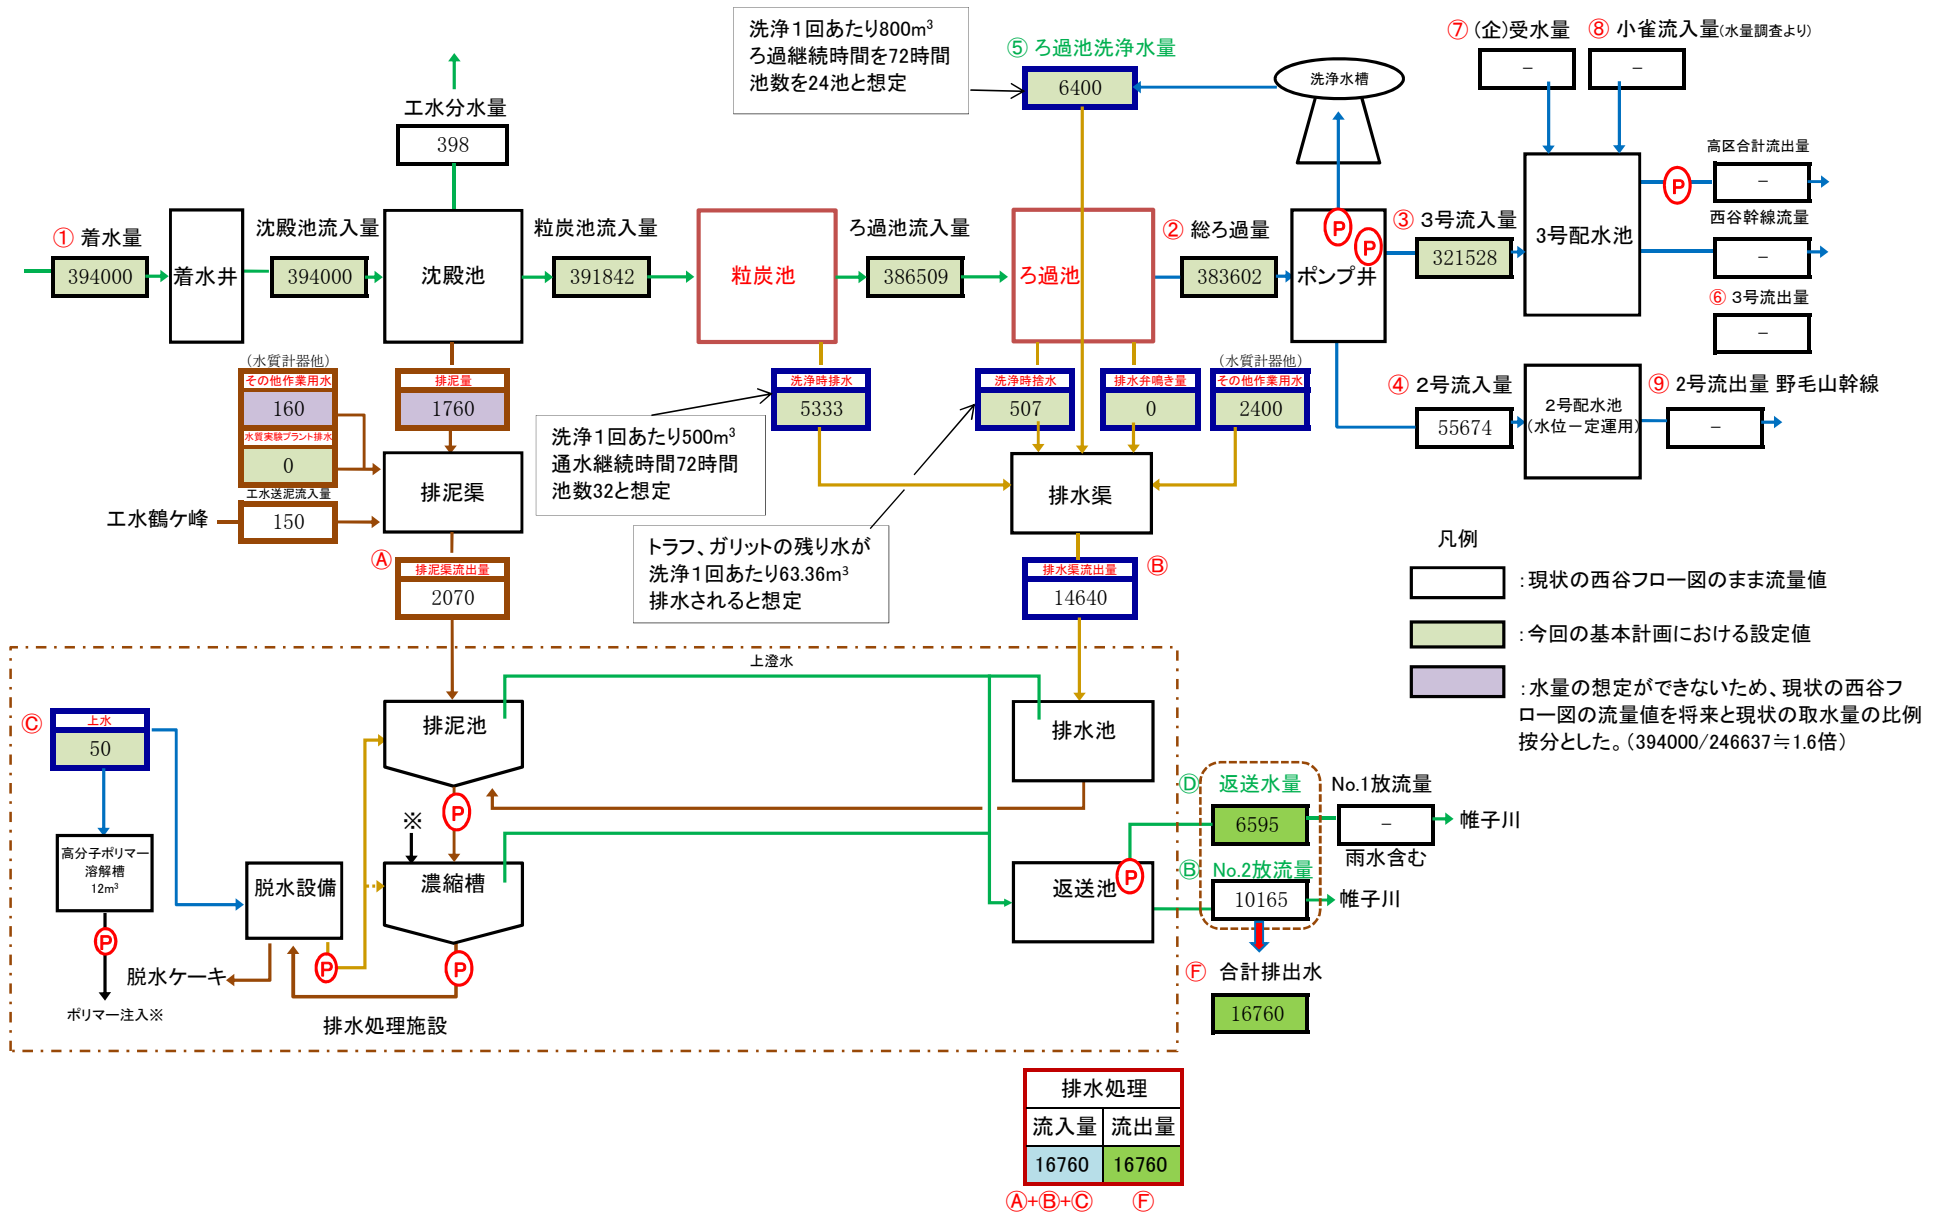 洗浄１回あたり800m³
ろ過継続時間を72時間
池数を24池と想定
⑤ ろ過池洗浄水量
6400
洗浄水槽
⑦ (企)受水量
－
⑧ 小雀流入量(水量調査より)
－
工水分水量
398
高区合計流出量
－
西谷幹線流量
－
⑥ ３号流出量
－
① 着水量
394000
着水井
沈殿池流入量
394000
沈殿池
粒炭池流入量
391842
粒炭池
ろ過池流入量
386509
ろ過池
② 総ろ過量
383602
P
P
ポンプ井
③ ３号流入量
321528
3号配水池
P
(水質計器他)
その他作業用水
160
水質実験プラント排水
0
工水送泥流入量
工水鶴ケ峰
150
排泥量
1760
排泥渠
Ⓐ
排泥渠流出量
2070
洗浄時排水
5333
洗浄１回あたり500m³
通水継続時間72時間
池数32と想定
洗浄時捨水
507
排水弁鳴き量
0
(水質計器他)
その他作業用水
2400
排水渠
トラフ、ガリットの残り水が
洗浄１回あたり63.36m³
排水されると想定
排水渠流出量
14640
Ⓑ
④ ２号流入量
55674
２号配水池
(水位一定運用)
⑨ 2号流出量 野毛山幹線
－
凡例
：現状の西谷フロー図のまま流量値
：今回の基本計画における設定値
：水量の想定ができないため、現状の西谷フ
ロー図の流量値を将来と現状の取水量の比例
按分とした。（394000/246637≒1.6倍）
上澄水
Ⓒ
上水
50
高分子ポリマー
溶解槽
12m³
P
ポリマー注入※
脱水設備
P
脱水ケーキ
排泥池
P
※
濃縮槽
P
排水処理施設
排水池
返送池
P
Ⓓ 返送水量
6595
No.1放流量
－
雨水含む
帷子川
Ⓑ No.2放流量
10165
帷子川
Ⓕ 合計排出水
16760
排水処理
流入量 流出量
16760 16760
Ⓐ+Ⓑ+Ⓒ Ⓕ